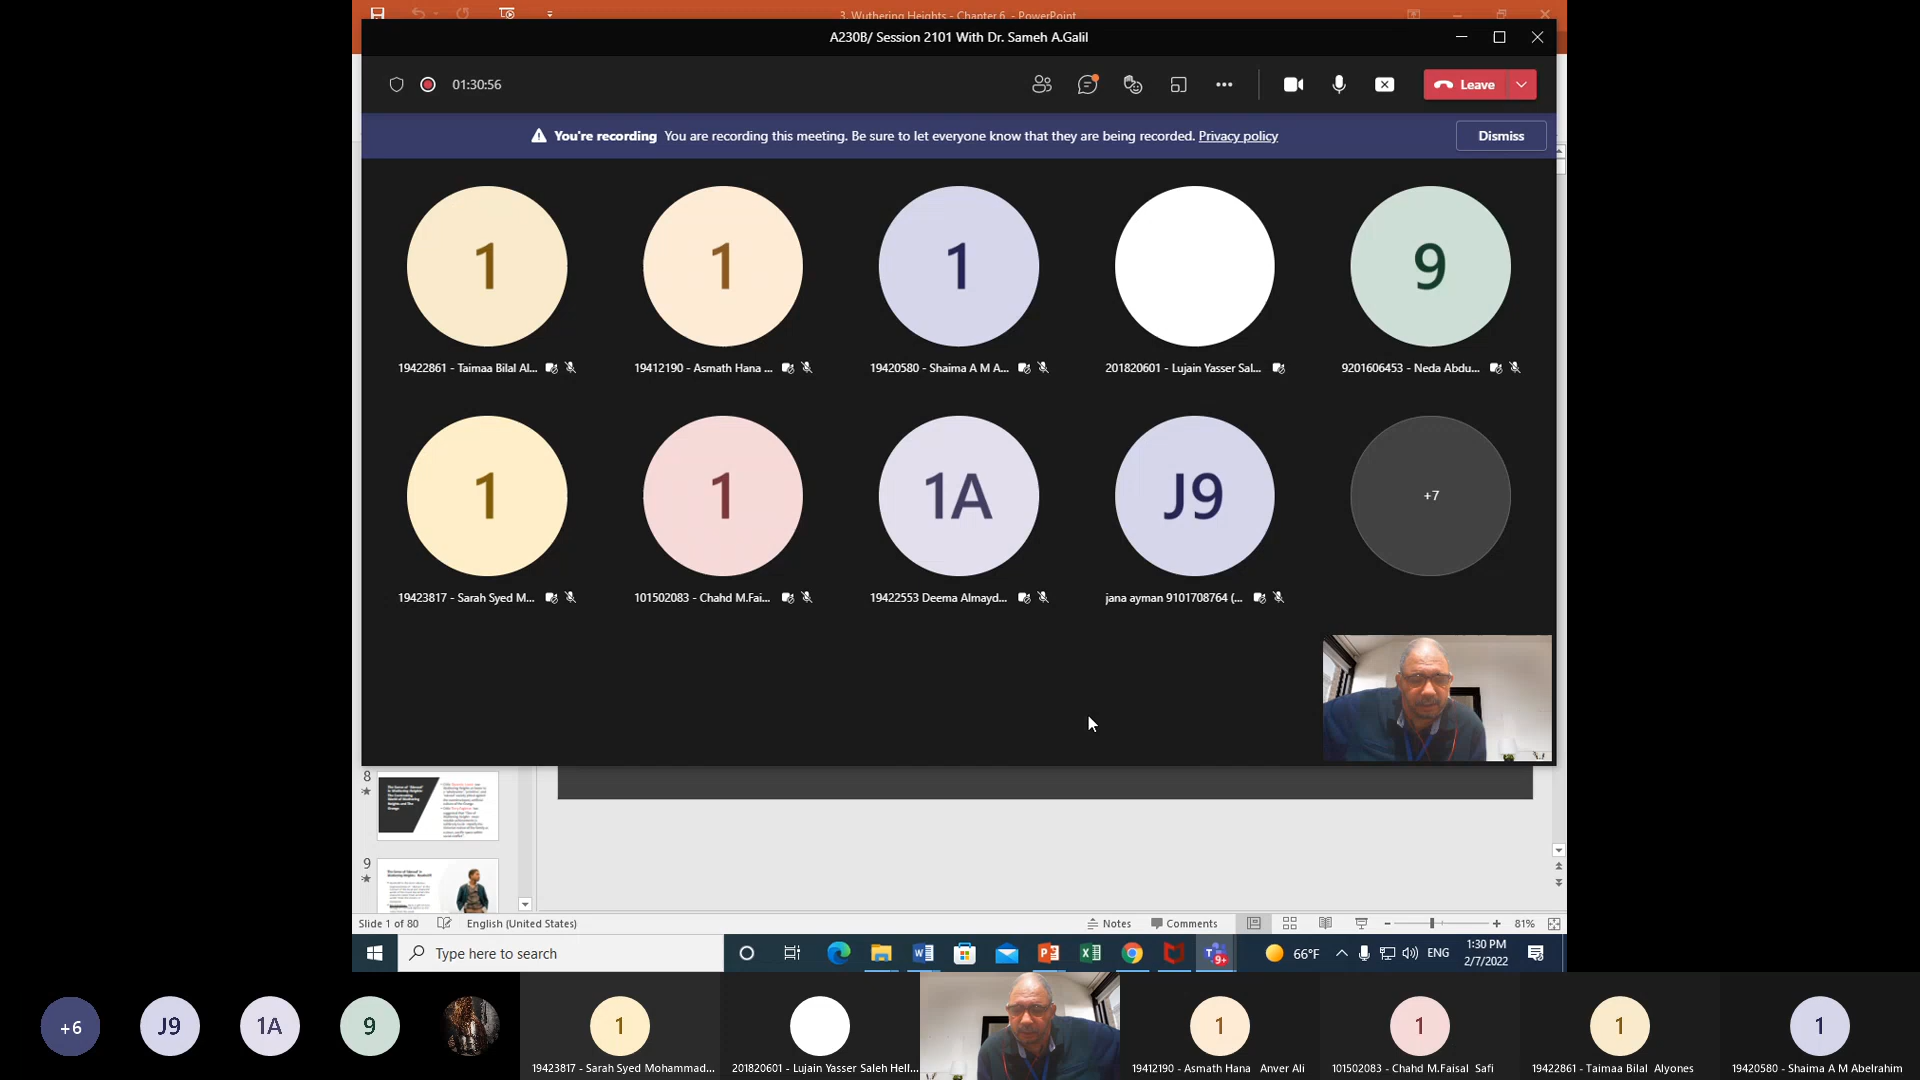 3. Wuthering Heights - Chapter 6 - PowerPoint
A230B/ Session 2101 With Dr. Sameh A.Galil
01:30:56
Leave
You're recording You are recording this meeting. Be sure to let everyone know that they are being recorded. Privacy policy
Dismiss
1
1
1
9
19422861 - Taimaa Bilal Al...
19412190 - Asmath Hana ...
19420580 - Shaima A M A...
201820601 - Lujain Yasser Sal...
9201606453 - Neda Abdu...
1
1
1A
J9
+7
19423817 - Sarah Syed M...
101502083 - Chahd M.Fai...
19422553 Deema Almayd...
jana ayman 9101708764 (...
8
9
Slide 1 of 80
English (United States)
Notes
Comments
81%
Type here to search
9+
66°F
ENG
1:30 PM
2/7/2022
+6
J9
1A
9
1
1
1
1
1
19423817 - Sarah Syed Mohammad...
201820601 - Lujain Yasser Saleh Hell...
19412190 - Asmath Hana Anver Ali
101502083 - Chahd M.Faisal Safi
19422861 - Taimaa Bilal Alyones
19420580 - Shaima A M Abelrahim